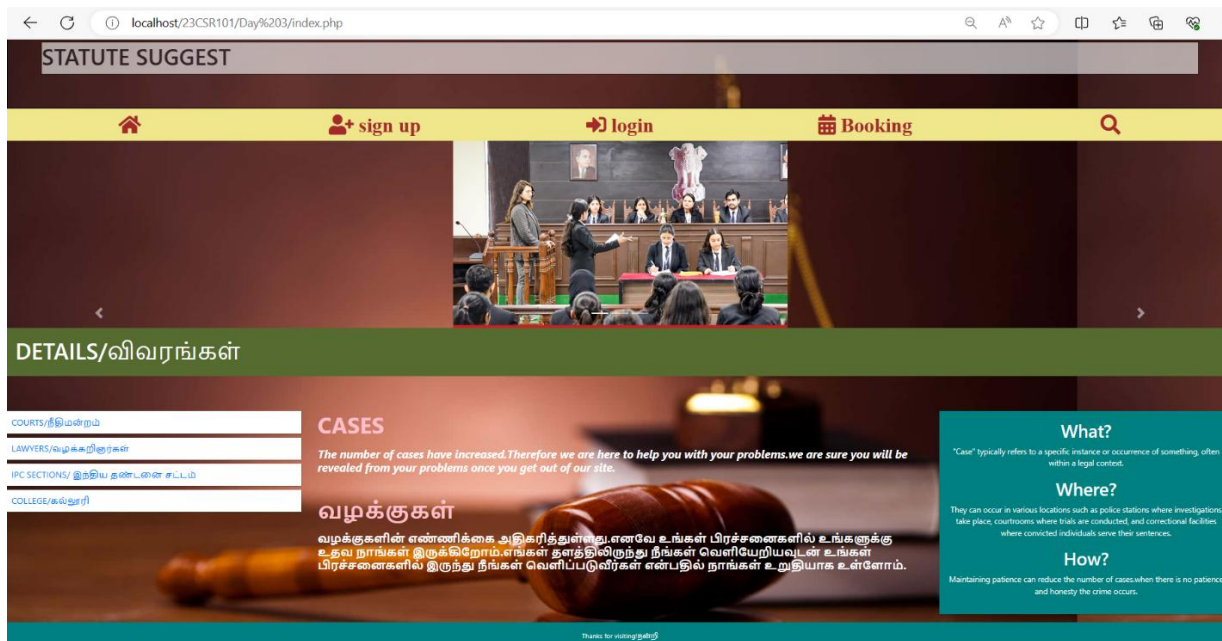 localhost/23CSR101/Day%203/index.php
STATUTE SUGGEST
sign up
login
Booking
DETAILS/விவரங்கள்
COURTS/நீதிமன்றம்
LAWYERS/வழக்கறிஞர்கள்
IPC SECTIONS/ இந்திய தண்டனை சட்டம்
COLLEGE/கல்லூரி
CASES
The number of cases have increased.Therefore we are here to help you with your problems.we are sure you will be
revealed from your problems once you get out of our site.
வழக்குகள்
வழக்குகளின் எண்ணிக்கை அதிகரித்துள்ளது.எனவே உங்கள் பிரச்சனைகளில் உங்களுக்கு
உதவ நாங்கள் இருக்கிறோம்.எங்கள் தளத்திலிருந்து நீங்கள் வெளியேறியவுடன் உங்கள்
பிரச்சனைகளில் இருந்து நீங்கள் வெளிப்படுவீர்கள் என்பதில் நாங்கள் உறுதியாக உள்ளோம்.
What?
"Case" typically refers to a specific instance or occurrence of something, often
within a legal context.
Where?
They can occur in various locations such as police stations where investigations
take place, courtrooms where trials are conducted, and correctional facilities
where convicted individuals serve their sentences.
How?
Maintaining patience can reduce the number of cases.when there is no patience
and honesty the crime occurs.
Thanks for visiting!நன்றி